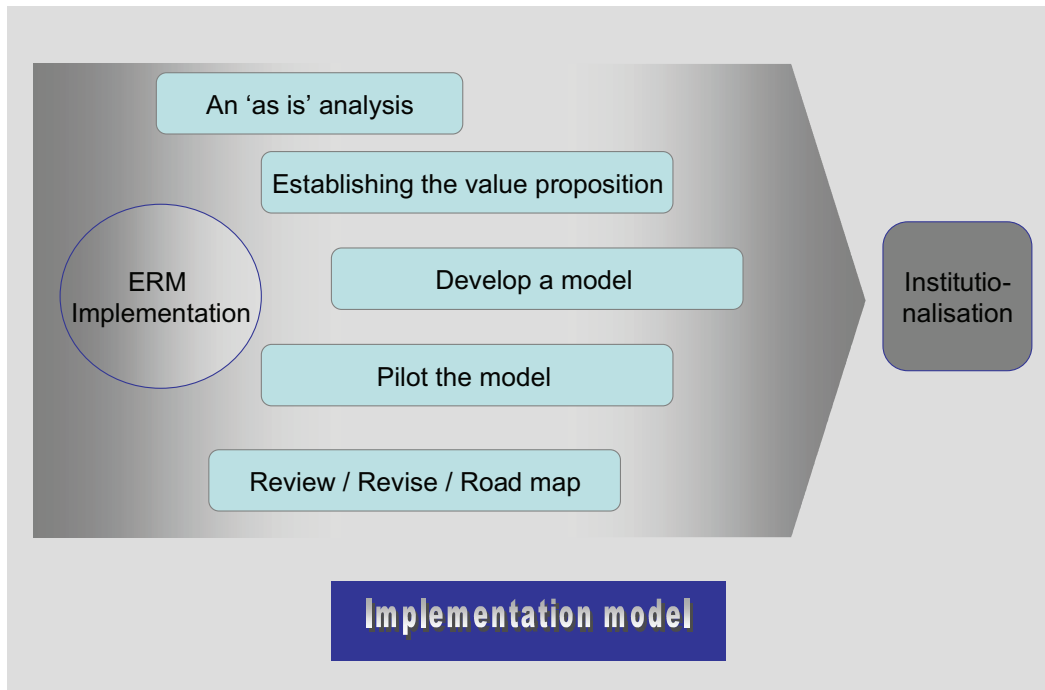 An ‘as is’ analysis
Establishing the value proposition
ERM
Implementation
Develop a model
Institutio-
nalisation
Pilot the model
Review / Revise / Road map
Implementation model